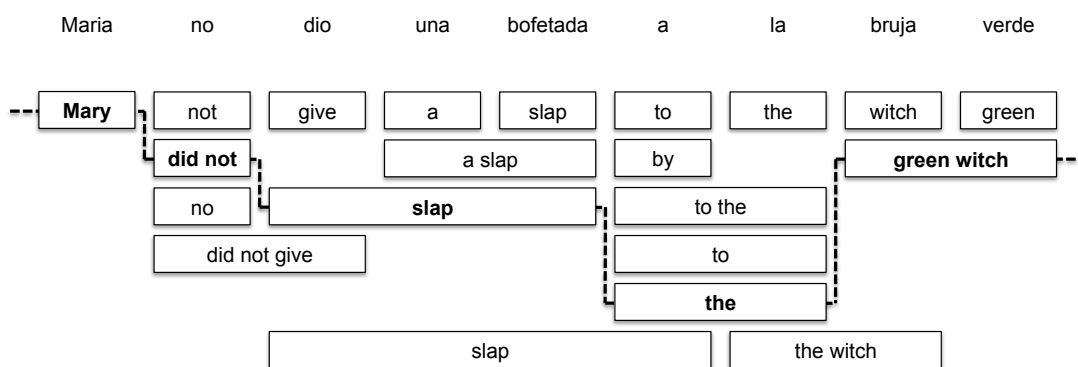 Maria no dio una bofetada a la bruja verde
Mary not give a slap to the witch green
did not a slap by green witch
no slap to the
did not give to
the
slap the witch